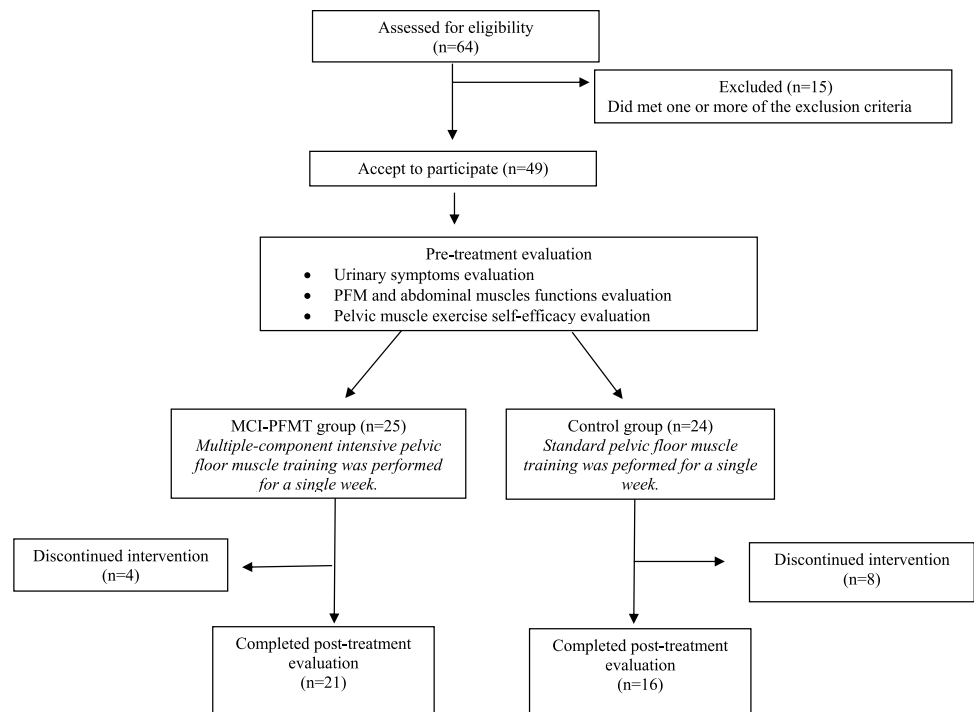 Assessed for eligibility
(n=64)
Excluded (n=15)
Did met one or more of the exclusion criteria
Accept to participate (n=49)
Pre-treatment evaluation
• Urinary symptoms evaluation
• PFM and abdominal muscles functions evaluation
• Pelvic muscle exercise self-efficacy evaluation
MCI-PFMT group (n=25)
Multiple-component intensive pelvic
floor muscle training was performed
for a single week.
Control group (n=24)
Standard pelvic floor muscle
training was peformed for a single
week.
Discontinued intervention
(n=4)
Discontinued intervention
(n=8)
Completed post-treatment
evaluation
(n=21)
Completed post-treatment
evaluation
(n=16)